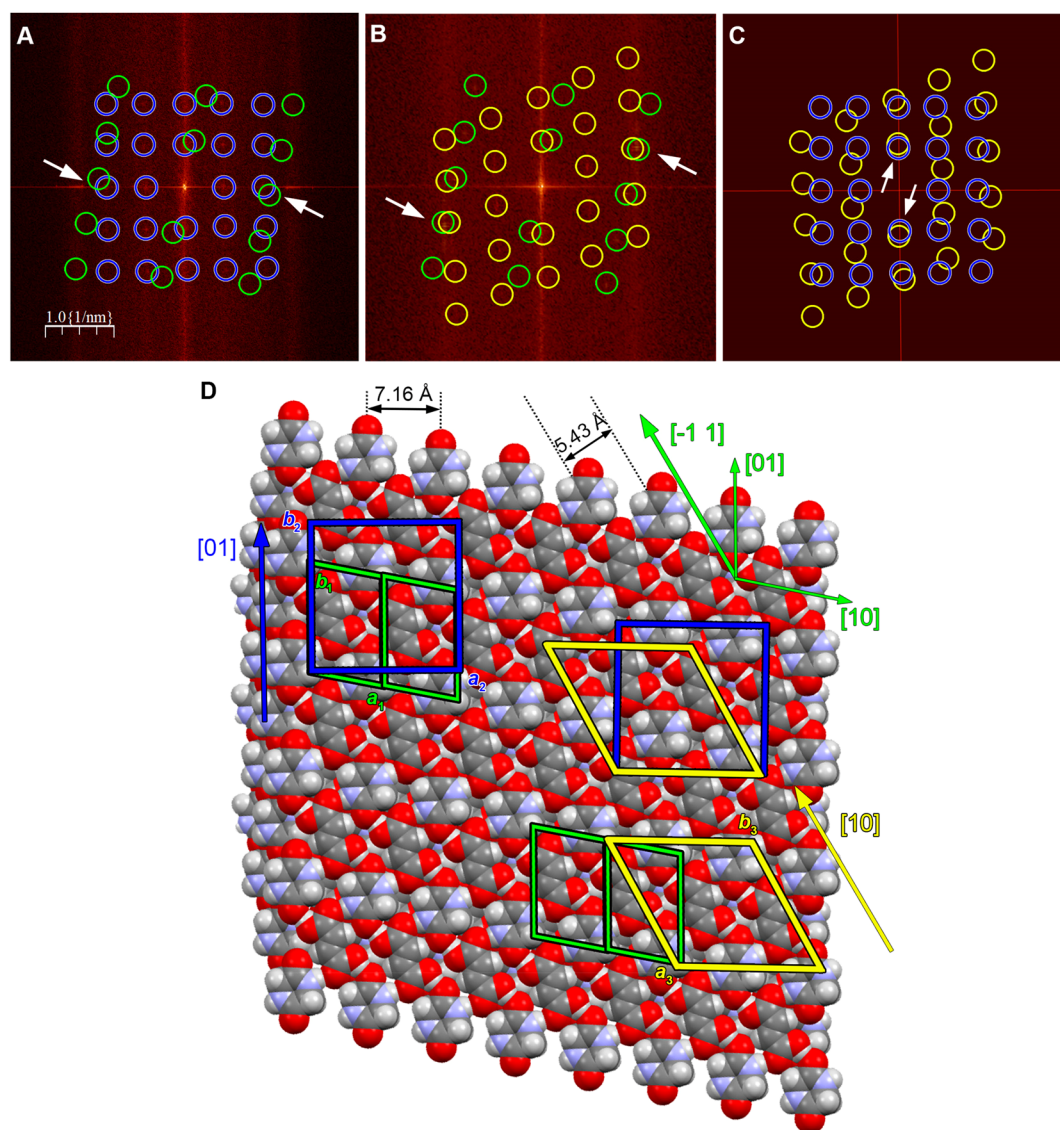 A
B
C
1.0{1/nm}
D
7.16 Å
5.43 Å
[-1 1]
[01]
[10]
b2
[01]
b1
a1
a2
b3
[10]
a3